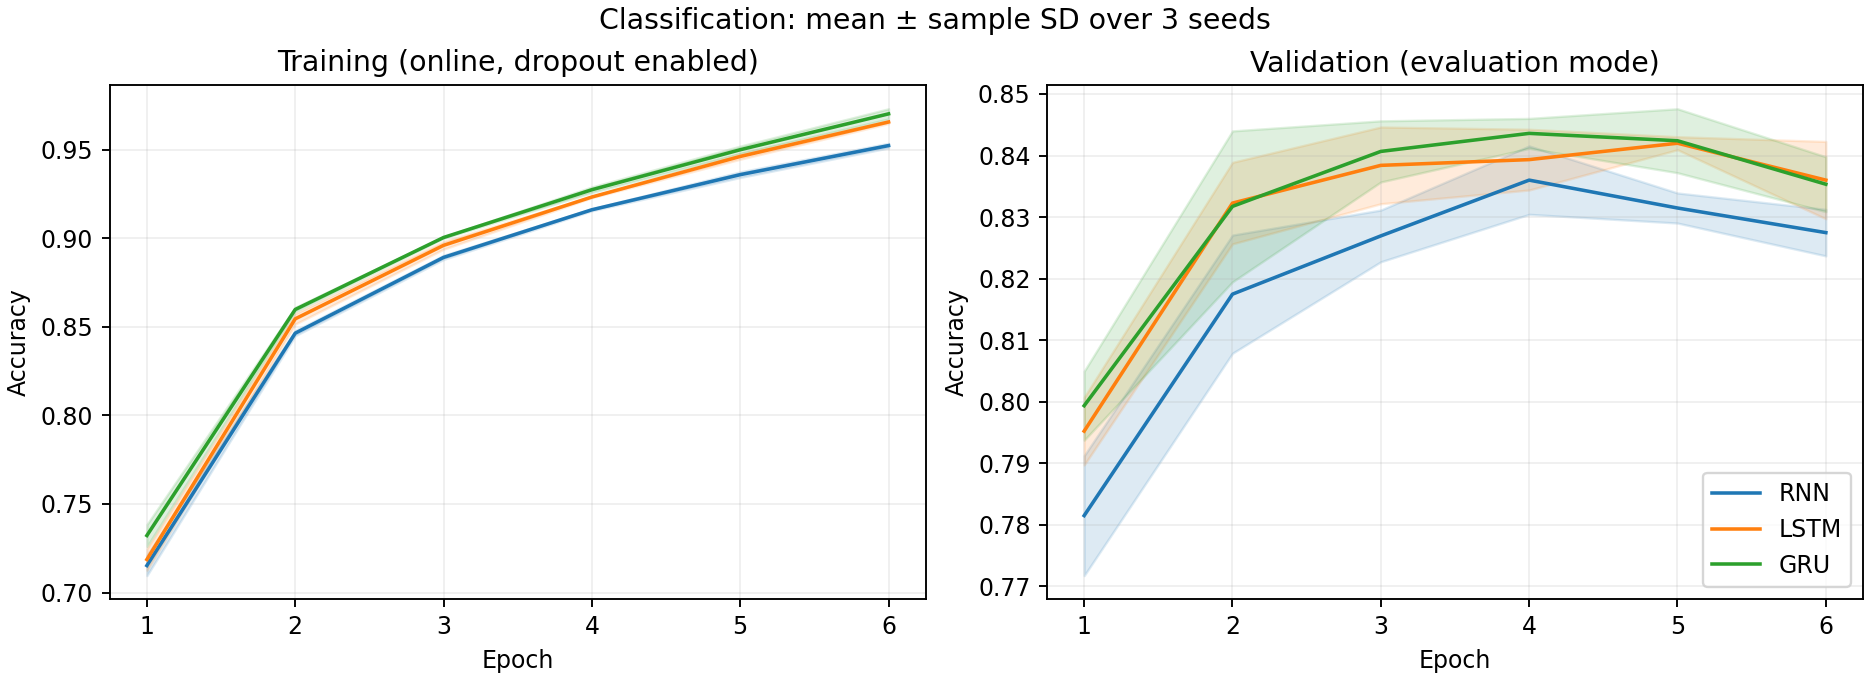 Classification: mean ± sample SD over 3 seeds
Training (online, dropout enabled)
Accuracy
0.95
0.90
0.85
0.80
0.75
0.70
1 2 3 4 5 6
Epoch
Validation (evaluation mode)
Accuracy
0.85
0.84
0.83
0.82
0.81
0.80
0.79
0.78
0.77
RNN
LSTM
GRU
1 2 3 4 5 6
Epoch